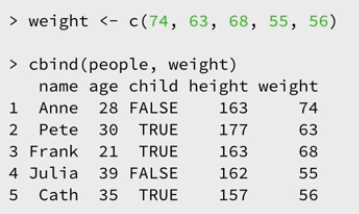 > weight <- c(74, 63, 68, 55, 56)
> cbind(people, weight)
   name age child height weight
1  Anne  28 FALSE    163     74
2  Pete  30  TRUE    177     63
3 Frank  21  TRUE    163     68
4 Julia  39 FALSE    162     55
5  Cath  35  TRUE    157     56